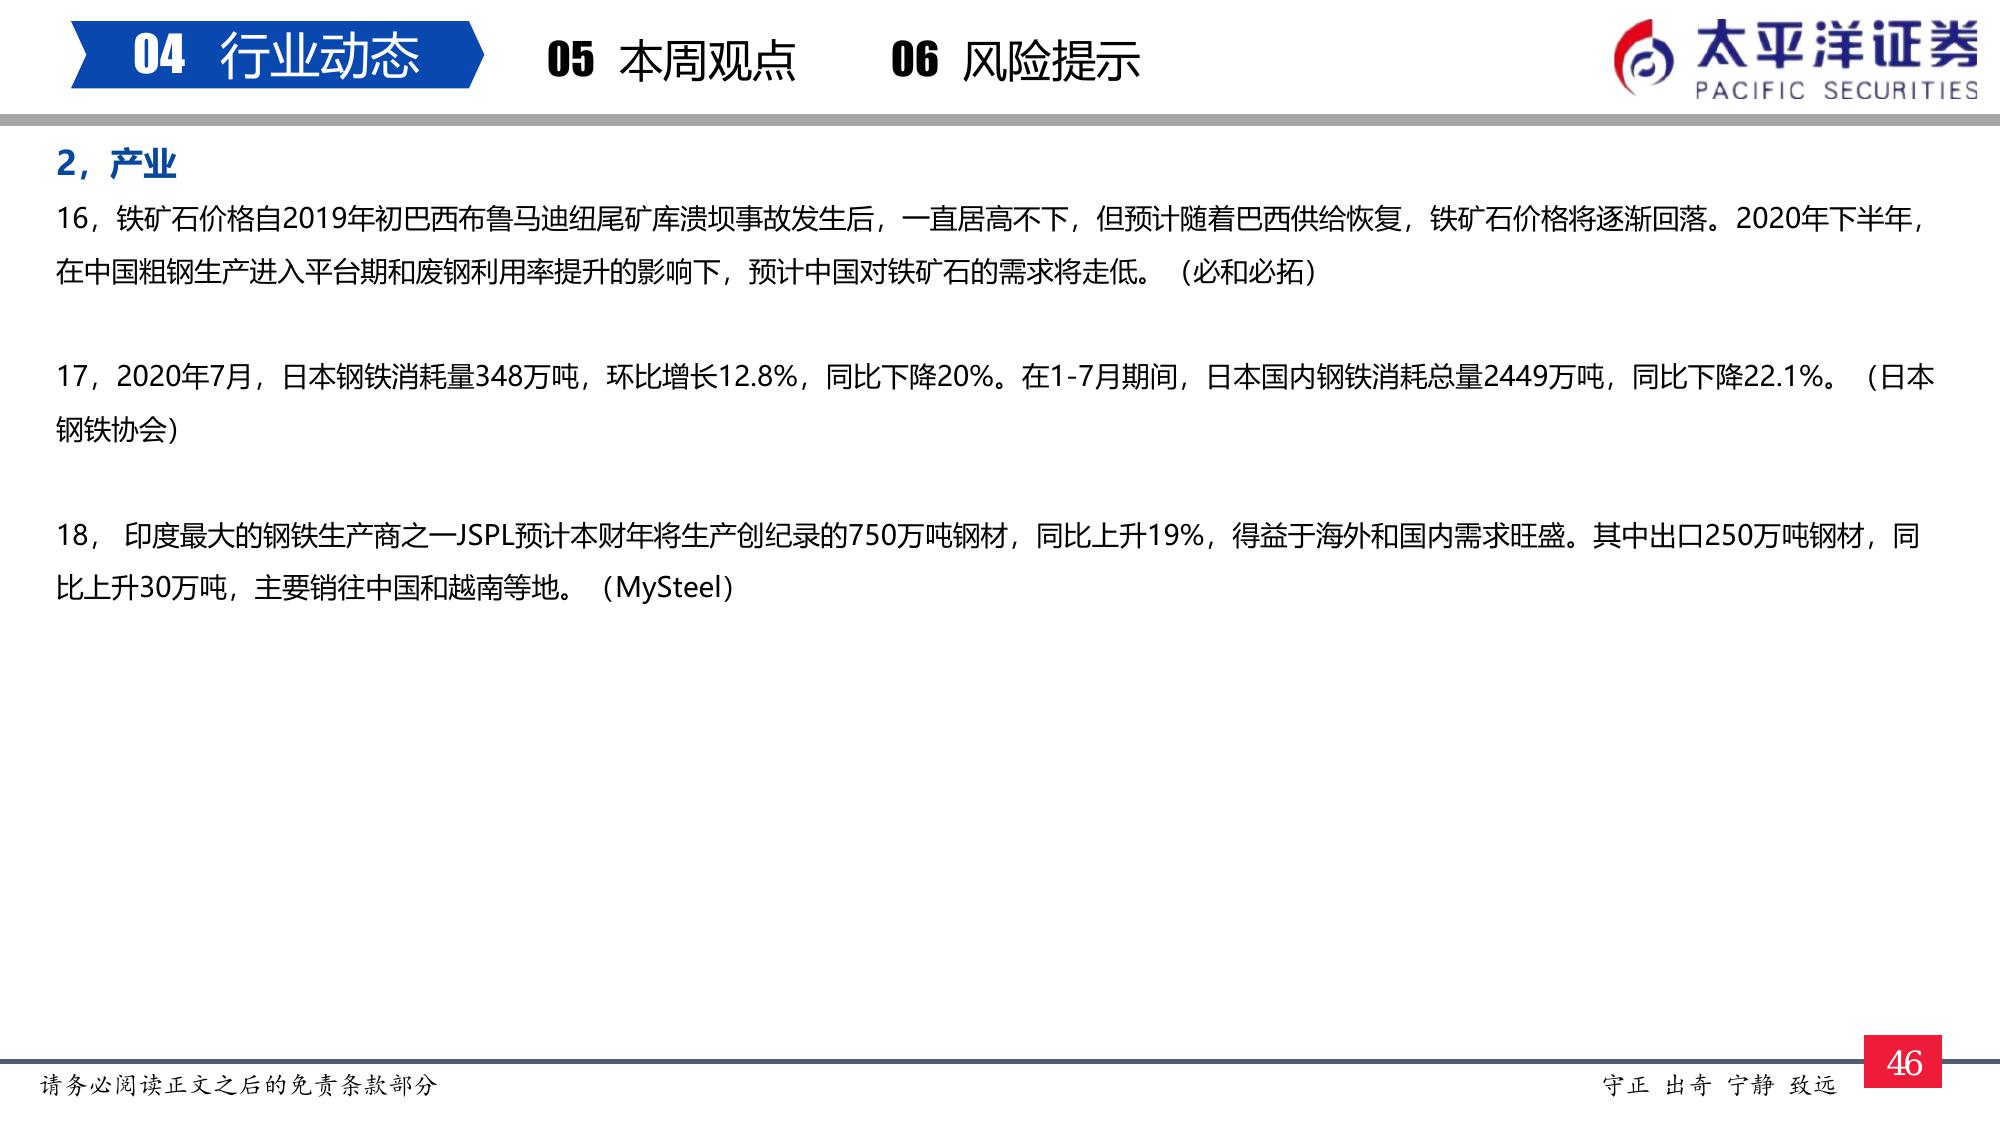 04 行业动态 05 本周观点 06 风险提示
太平洋证券
PACIFIC SECURITIES
2，产业
16，铁矿石价格自2019年初巴西布鲁马迪纽尾矿库溃坝事故发生后，一直居高不下，但预计随着巴西供给恢复，铁矿石价格将逐渐回落。2020年下半年，
在中国粗钢生产进入平台期和废钢利用率提升的影响下，预计中国对铁矿石的需求将走低。（必和必拓）
17，2020年7月，日本钢铁消耗量348万吨，环比增长12.8%，同比下降20%。在1-7月期间，日本国内钢铁消耗总量2449万吨，同比下降22.1%。（日本
钢铁协会）
18， 印度最大的钢铁生产商之一JSPL预计本财年将生产创纪录的750万吨钢材，同比上升19%，得益于海外和国内需求旺盛。其中出口250万吨钢材，同
比上升30万吨，主要销往中国和越南等地。（MySteel）
请务必阅读正文之后的免责条款部分
守正 出奇 宁静 致远
46